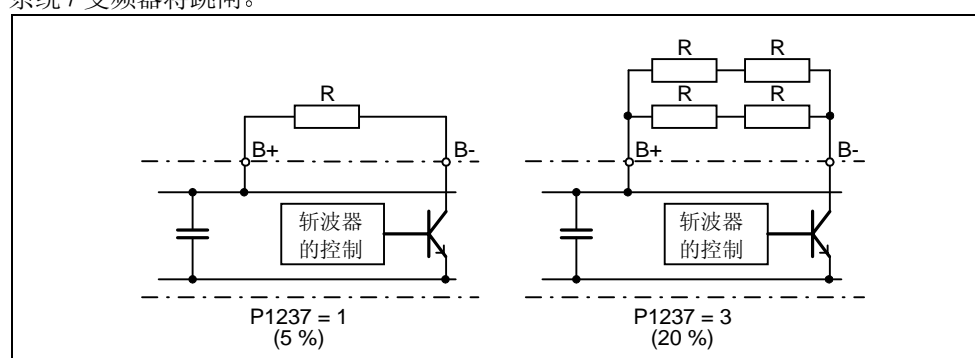 系统 / 变频器将跳闸。
R R
R R R
B+ B- B+ B-
斩波器 斩波器
的控制 的控制
P1237 = 1 P1237 = 3
(5 %) (20 %)